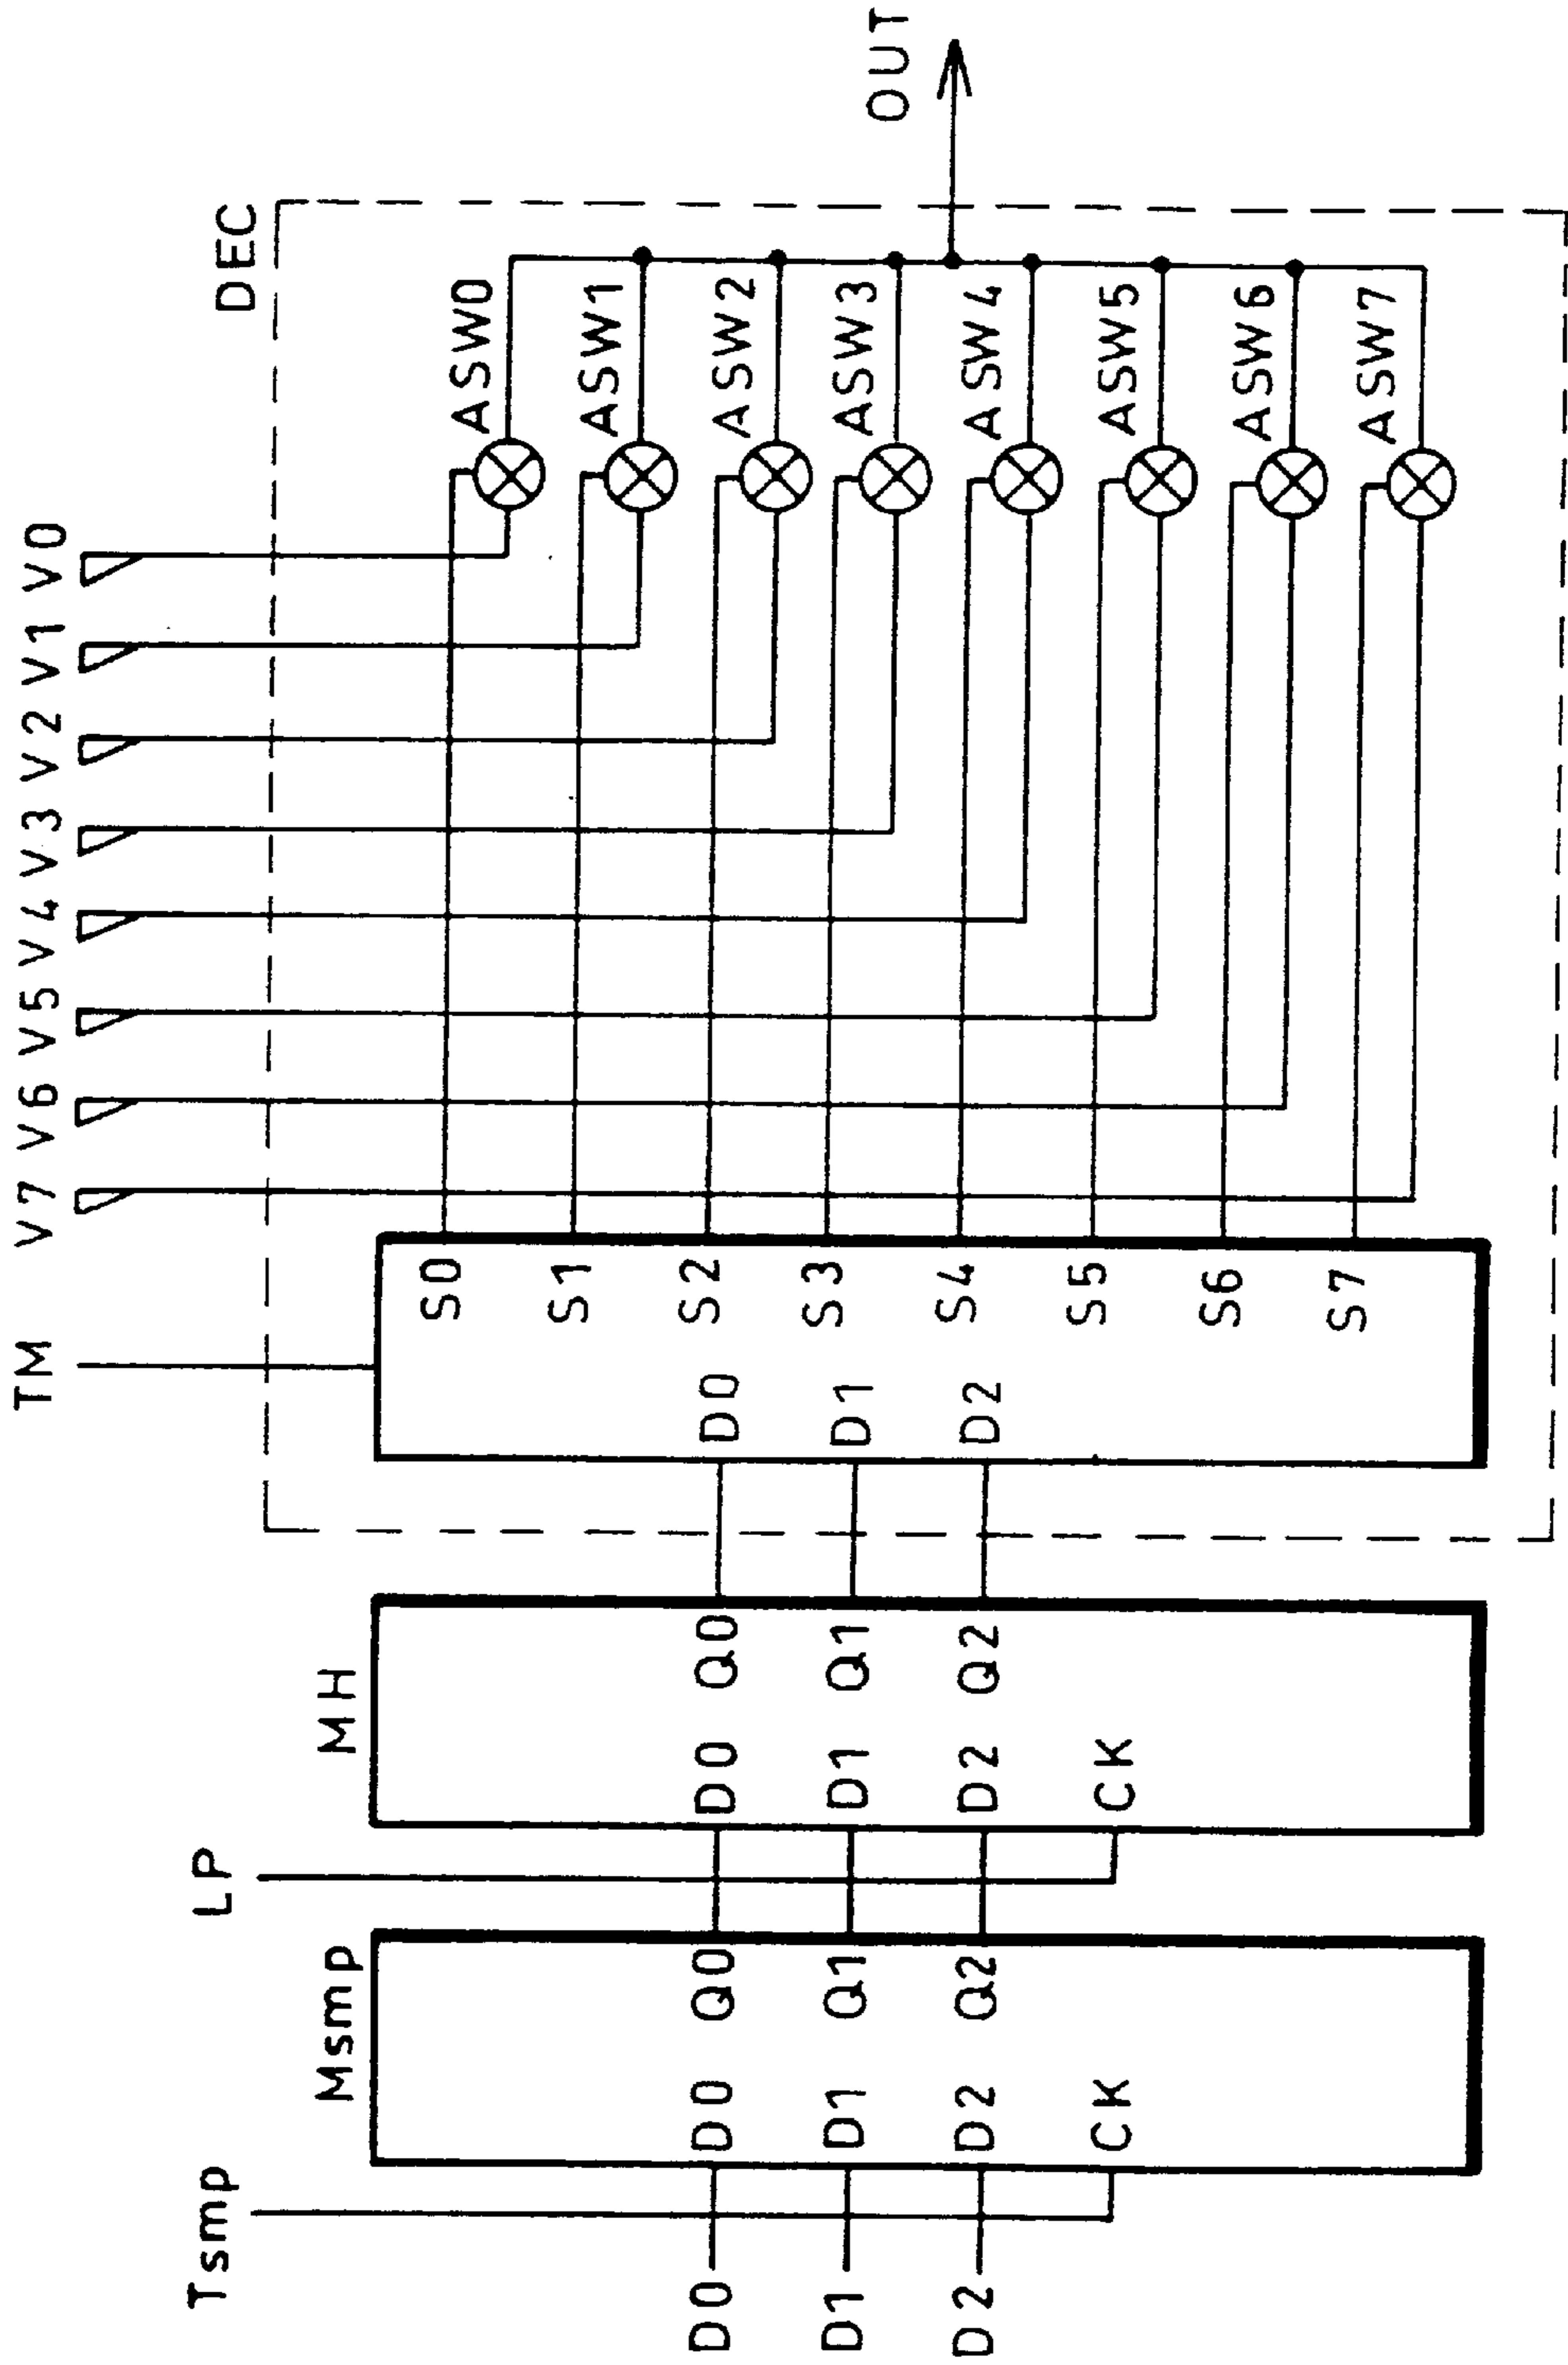 Tsmp
LP
TM
V7 V6 V5 V4 V3 V2 V1 V0
Msmp
MH
DEC
D0
D1
D2
D0 Q0
D1 Q1
D2 Q2
CK
D0 Q0
D1 Q1
D2 Q2
CK
D0
D1
D2
S0
S1
S2
S3
S4
S5
S6
S7
ASW0
ASW1
ASW2
ASW3
ASW4
ASW5
ASW6
ASW7
OUT